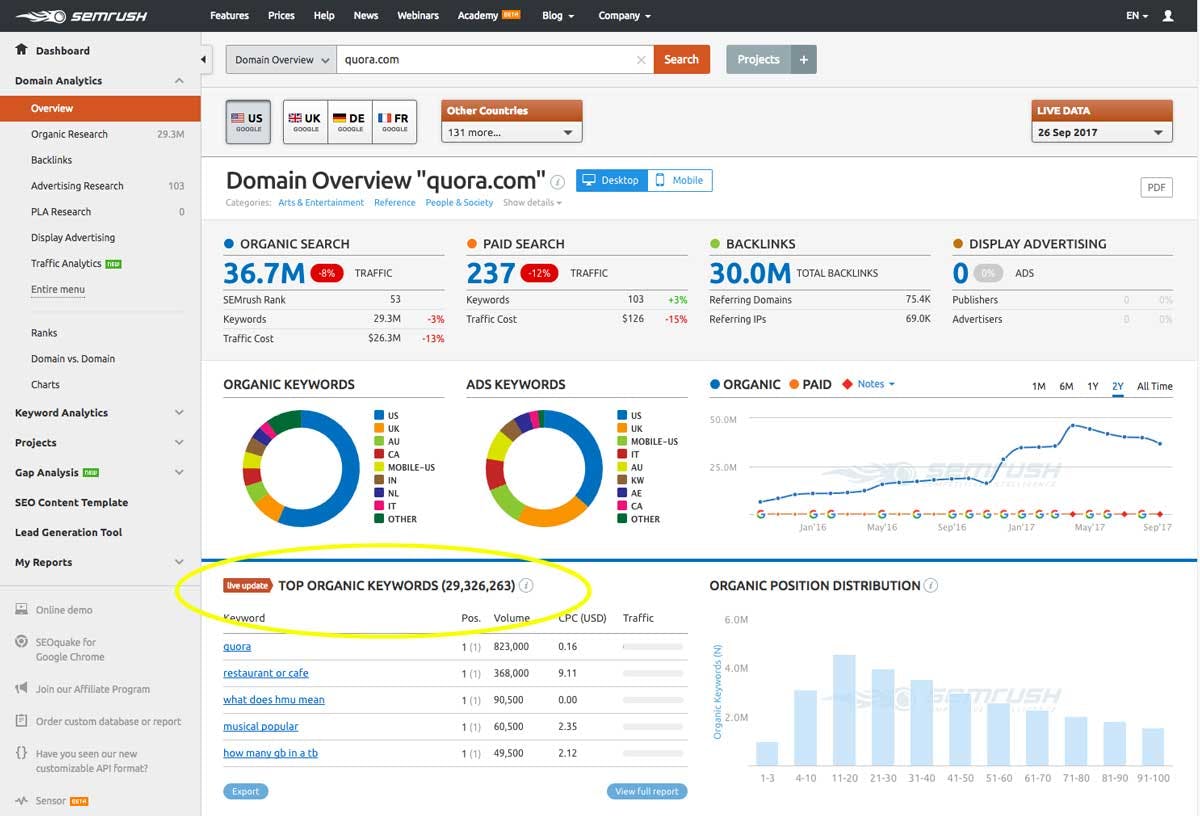 SEMRUSH Features Prices Help News Webinars Academy BETA Blog Company EN
Dashboard
Domain Analytics
Overview
Organic Research 29.3M
Backlinks
Advertising Research 103
PLA Research 0
Display Advertising
Traffic Analytics NEW
Entire menu
Ranks
Domain vs. Domain
Charts
Keyword Analytics
Projects
Gap Analysis NEW
SEO Content Template
Lead Generation Tool
My Reports
Online demo
SEOquake for
Google Chrome
Join our Affiliate Program
Order custom database or report
Have you seen our new
customizable API format?
Sensor BETA
Domain Overview quora.com × Search Projects +
US GOOGLE
UK GOOGLE
DE GOOGLE
FR GOOGLE
Other Countries
131 more...
LIVE DATA
26 Sep 2017
Domain Overview "quora.com" i Desktop Mobile
PDF
Categories: Arts & Entertainment Reference People & Society Show details
ORGANIC SEARCH
36.7M -8% TRAFFIC
SEMrush Rank 53
Keywords 29.3M -3%
Traffic Cost $26.3M -13%
PAID SEARCH
237 -12% TRAFFIC
Keywords 103 +3%
Traffic Cost $126 -15%
BACKLINKS
30.0M TOTAL BACKLINKS
Referring Domains 75.4K
Referring IPs 69.0K
DISPLAY ADVERTISING
0 0% ADS
Publishers 0 0%
Advertisers 0 0%
ORGANIC KEYWORDS
US
UK
AU
CA
MOBILE-US
IN
NL
IT
OTHER
ADS KEYWORDS
US
UK
MOBILE-US
IT
AU
KW
AE
CA
OTHER
ORGANIC PAID Notes 1M 6M 1Y 2Y All Time
50.0M
25.0M
SEMRUSH
Jan'16 May'16 Sep'16 Jan'17 May'17 Sep'17
live update TOP ORGANIC KEYWORDS (29,326,263) i
Keyword Pos. Volume CPC (USD) Traffic
quora 1 (1) 823,000 0.16
restaurant or cafe 1 (1) 368,000 9.11
what does hmu mean 1 (1) 90,500 0.00
musical popular 1 (1) 60,500 2.35
how many gb in a tb 1 (1) 49,500 2.12
Export View full report
ORGANIC POSITION DISTRIBUTION i
Organic Keywords (N)
6.0M
4.0M
2.0M
SEMRUSH
1-3 4-10 11-20 21-30 31-40 41-50 51-60 61-70 71-80 81-90 91-100